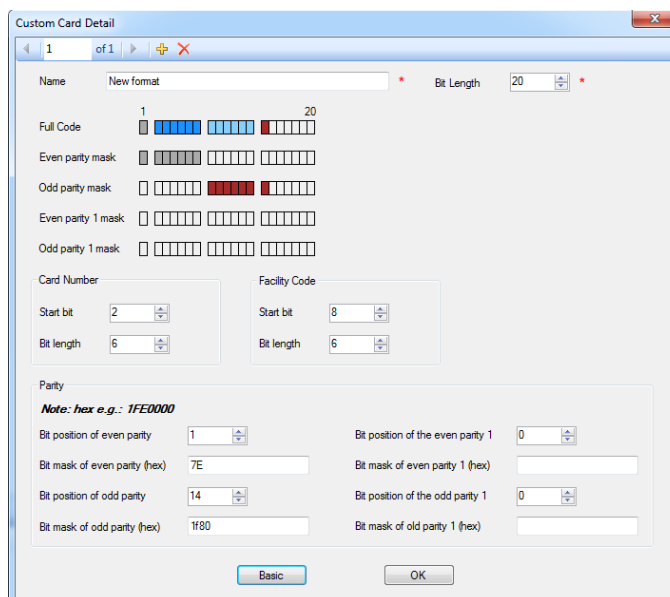 Custom Card Detail
1 of 1
Name New format * Bit Length 20 *
1 20
Full Code
Even parity mask
Odd parity mask
Even parity 1 mask
Odd parity 1 mask
Card Number Facility Code
Start bit 2 Start bit 8
Bit length 6 Bit length 6
Parity
Note: hex e.g.: 1FE0000
Bit position of even parity 1 Bit position of the even parity 1 0
Bit mask of even parity (hex) 7E Bit mask of even parity 1 (hex)
Bit position of odd parity 14 Bit position of the odd parity 1 0
Bit mask of odd parity (hex) 1f80 Bit mask of old parity 1 (hex)
Basic OK